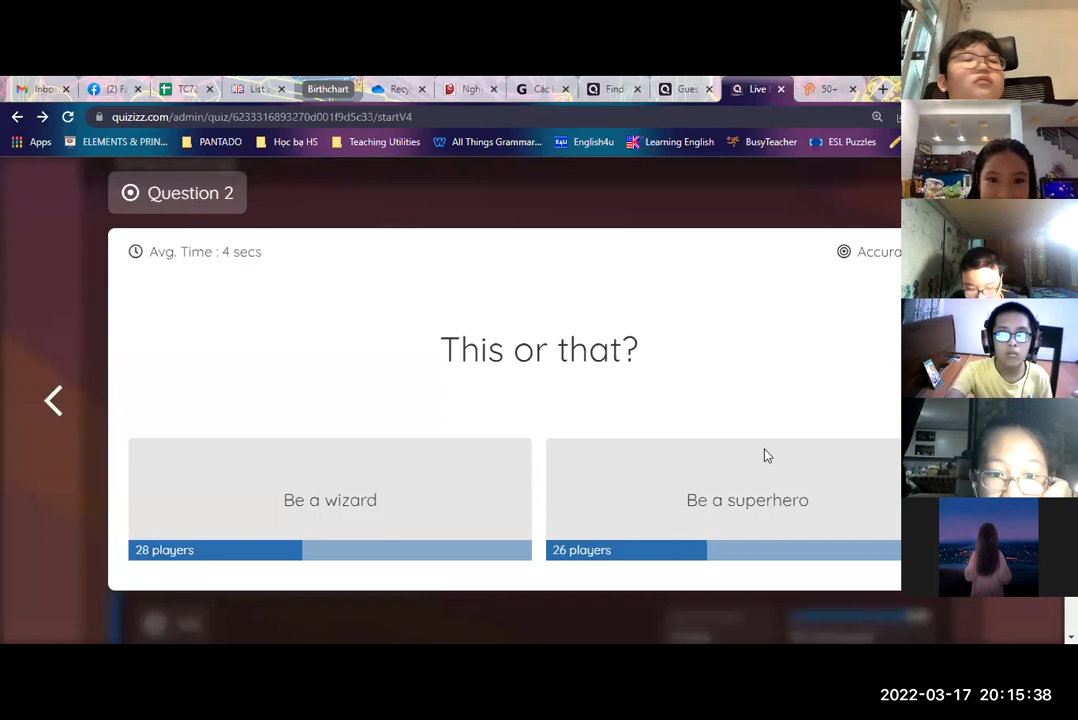 Inbo (2) F TC72 List Birthchart Recy Ngh Các Find Gues Live 50+
quizizz.com/admin/quiz/6233316893270d001f9d5c33/startV4
Apps ELEMENTS & PRIN... PANTADO Học bạ HS Teaching Utilities All Things Grammar... English4u Learning English BusyTeacher ESL Puzzles
Question 2
Avg. Time : 4 secs Accura
This or that?
Be a wizard Be a superhero
28 players 26 players
2022-03-17 20:15:38